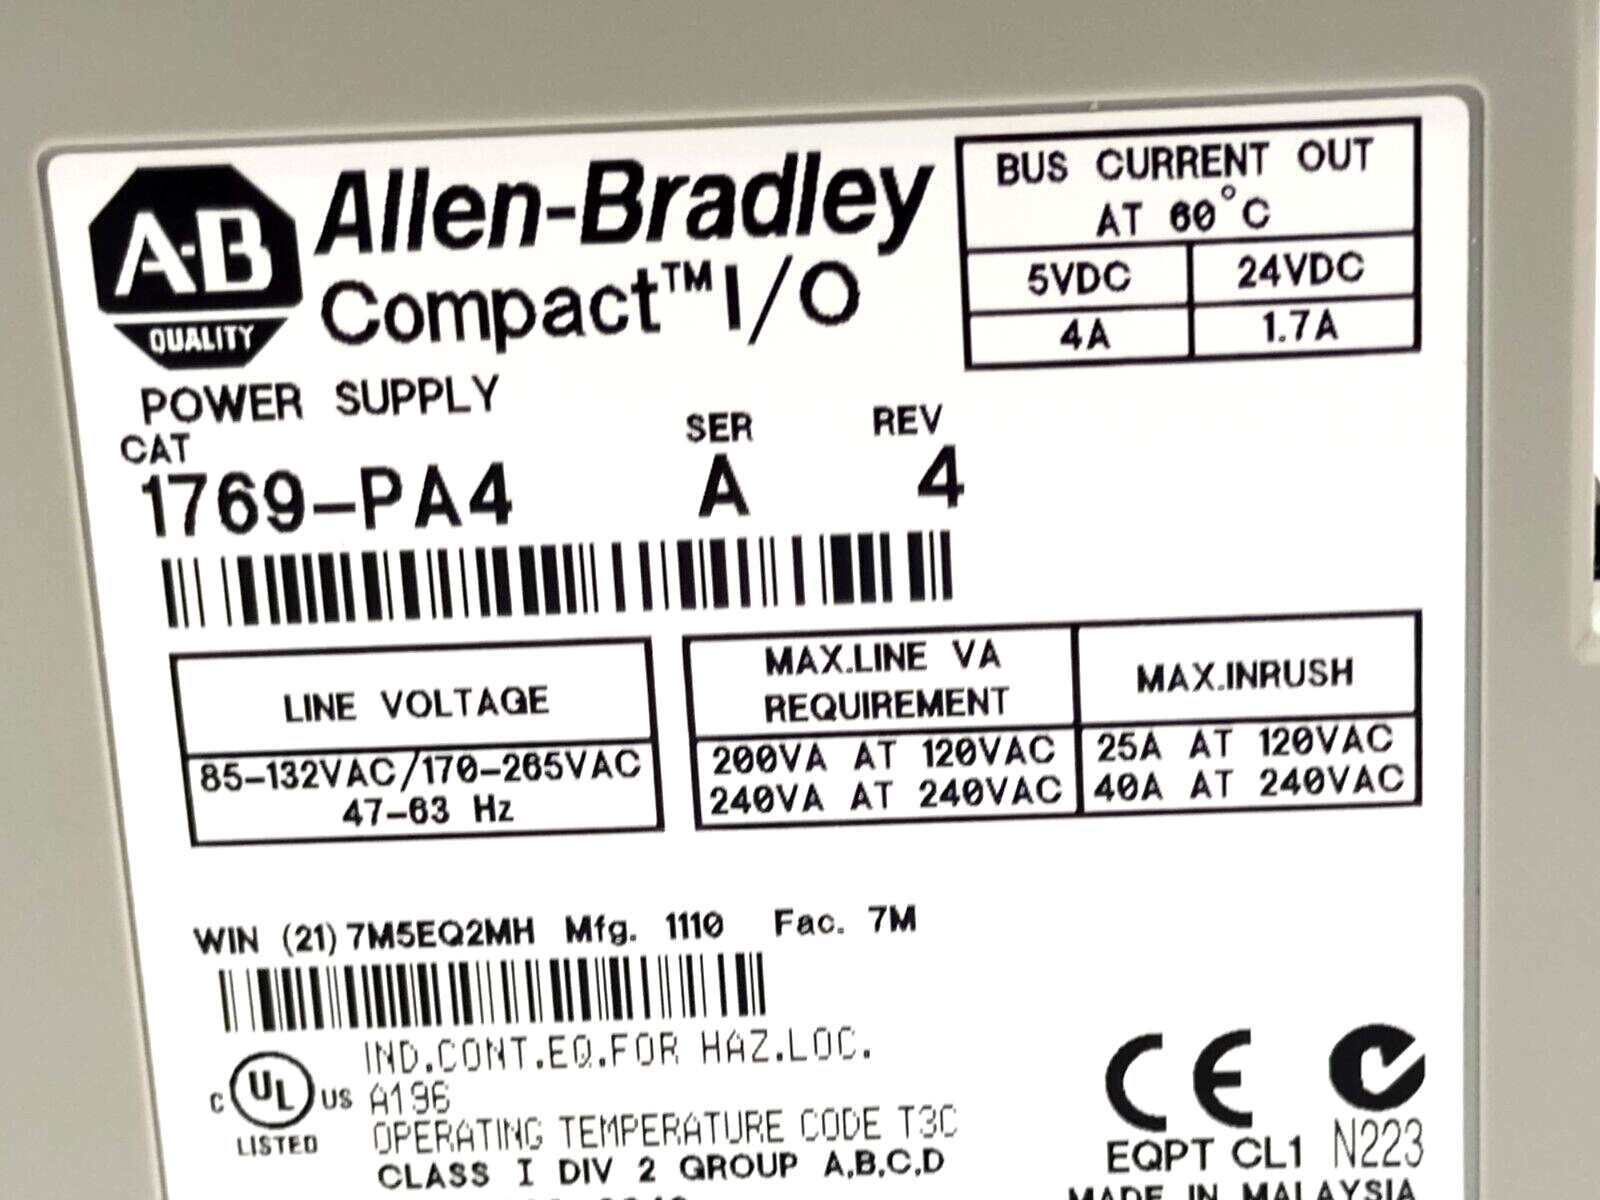 A-B
QUALITY
Allen-Bradley
Compact™ I/O
BUS CURRENT OUT
AT 60°C
5VDC 24VDC
4A 1.7A
POWER SUPPLY
CAT SER REV
1769-PA4 A 4
LINE VOLTAGE
85-132VAC/170-265VAC
47-63 Hz
MAX.LINE VA
REQUIREMENT
200VA AT 120VAC
240VA AT 240VAC
MAX.INRUSH
25A AT 120VAC
40A AT 240VAC
WIN (21) 7M5EQ2MH Mfg. 1110 Fac. 7M
C UL US
LISTED
IND.CONT.EQ.FOR HAZ.LOC.
A196
OPERATING TEMPERATURE CODE T3C
CLASS I DIV 2 GROUP A,B,C,D
CE
EQPT CL1 N223
MADE IN MALAYSIA